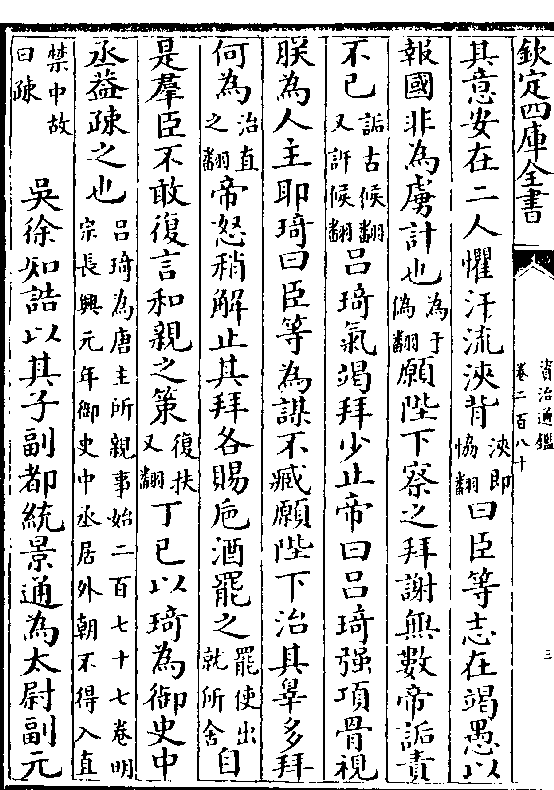 欽定四庫全書
資治通鑑
卷二百八十
三
其意安在二人懼汗流浹背浹即協翻曰臣等志在竭愚以
報國非為虜計也為于偽翻願陛下察之拜謝無數帝詬責
不已詬古候翻又許候翻呂琦氣竭拜少止帝曰呂琦强項肯視
朕為人主耶琦曰臣等為謀不臧願陛下治其辠多拜
何為治直之翻帝怒稍解止其拜各賜巵酒罷之罷使出就所舍自
是羣臣不敢復言和親之策復扶又翻丁巳以琦為御史中
丞蓋疎之也呂琦為唐主所親事始二百七十七卷明宗長興元年御史中丞居外朝不得入直
禁中故曰疎 吳徐知誥以其子副都統景通為太尉副元